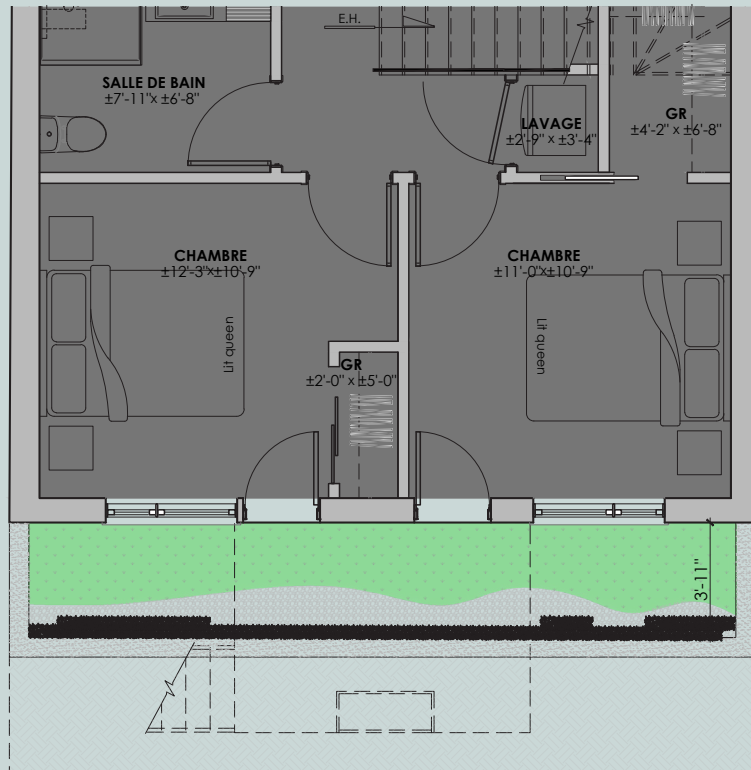 E.H.
SALLE DE BAIN
±7'-11"x ±6'-8"
LAVAGE
±2'-9" x ±3'-4"
GR
±4'-2" x ±6'-8"
CHAMBRE
±12'-3"x±10'-9"
CHAMBRE
±11'-0"x±10'-9"
Lit queen
Lit queen
GR
±2'-0" x ±5'-0"
3'-11"